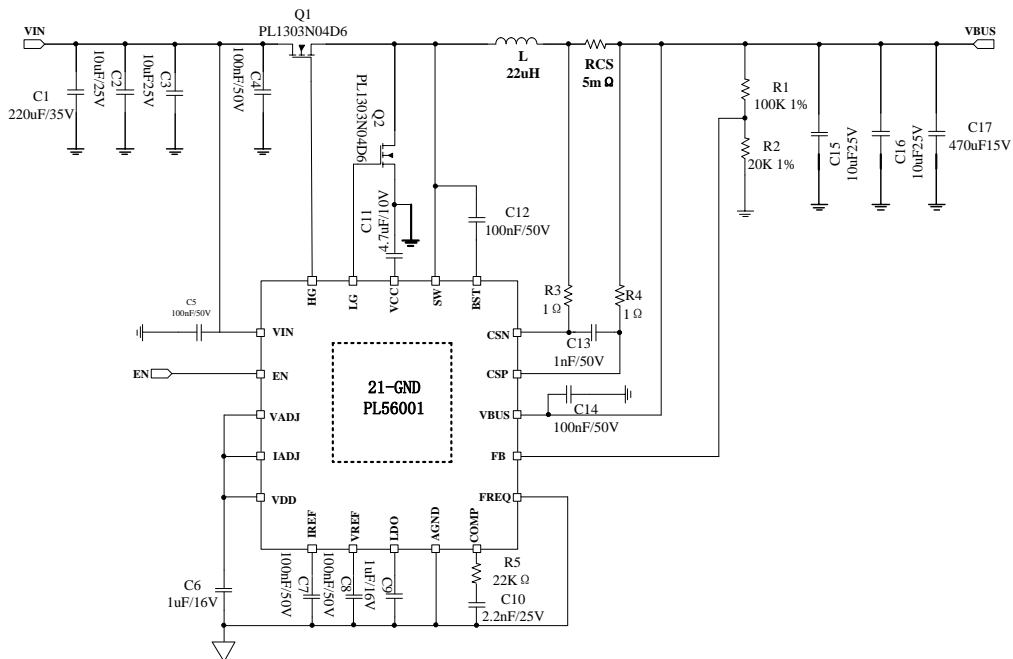 Q1
VIN
PL1303N04D6
VBUS
L
22uH
RCS
5mΩ
C1
220uF/35V
C2
10uF/25V
C3
10uF25V
C4
100nF/50V
Q2
PL1303N04D6
R1
100K 1%
R2
20K 1%
C15
10uF25V
C16
10uF25V
C17
470uF15V
C11
4.7uF/10V
C12
100nF/50V
HG
LG
VCC
SW
BST
R3
1Ω
R4
1Ω
C5
100nF/50V
VIN
CSN
C13
1nF/50V
EN
EN
CSP
21-GND
PL56001
VADJ
VBUS
C14
100nF/50V
IADJ
FB
VDD
FREQ
IREF
VREF
LDO
AGND
COMP
C6
1uF/16V
C7
100nF/50V
C8
100nF/50V
C9
1uF/16V
R5
22KΩ
C10
2.2nF/25V